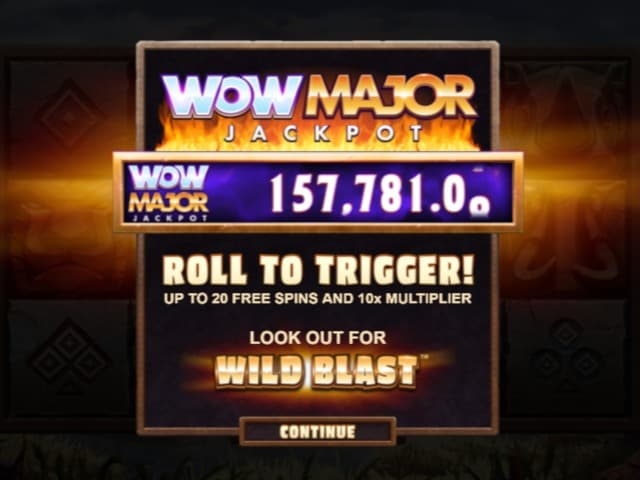 WOW MAJOR
JACKPOT
WOW
MAJOR
JACKPOT
157,781.0
ROLL TO TRIGGER!
UP TO 20 FREE SPINS AND 10x MULTIPLIER
LOOK OUT FOR
WILD BLAST™
CONTINUE